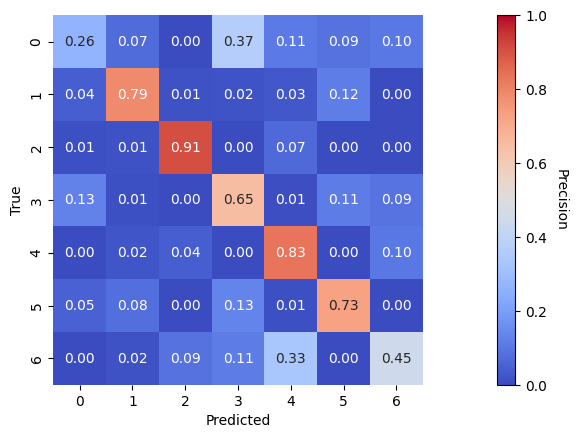 0 0.26 0.07 0.00 0.37 0.11 0.09 0.10
1 0.04 0.79 0.01 0.02 0.03 0.12 0.00
2 0.01 0.01 0.91 0.00 0.07 0.00 0.00
3 0.13 0.01 0.00 0.65 0.01 0.11 0.09
4 0.00 0.02 0.04 0.00 0.83 0.00 0.10
5 0.05 0.08 0.00 0.13 0.01 0.73 0.00
6 0.00 0.02 0.09 0.11 0.33 0.00 0.45
0 1 2 3 4 5 6
Predicted
True
1.0
0.8
0.6
0.4
0.2
0.0
Precision